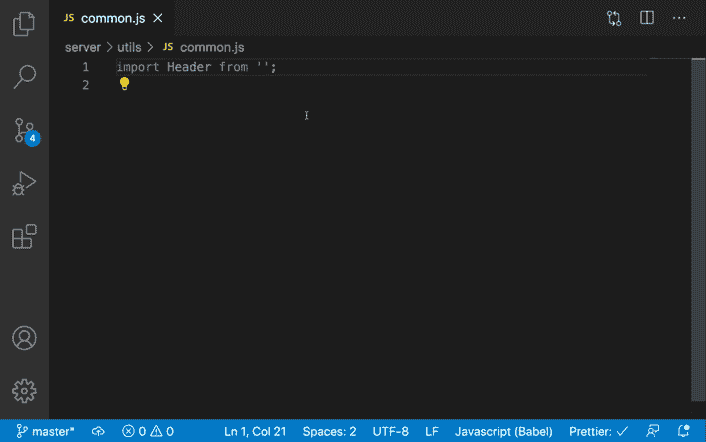 JS common.js
server > utils > JS common.js
1 import Header from '';
2
4
master* 0 0 Ln 1, Col 21 Spaces: 2 UTF-8 LF Javascript (Babel) Prettier: